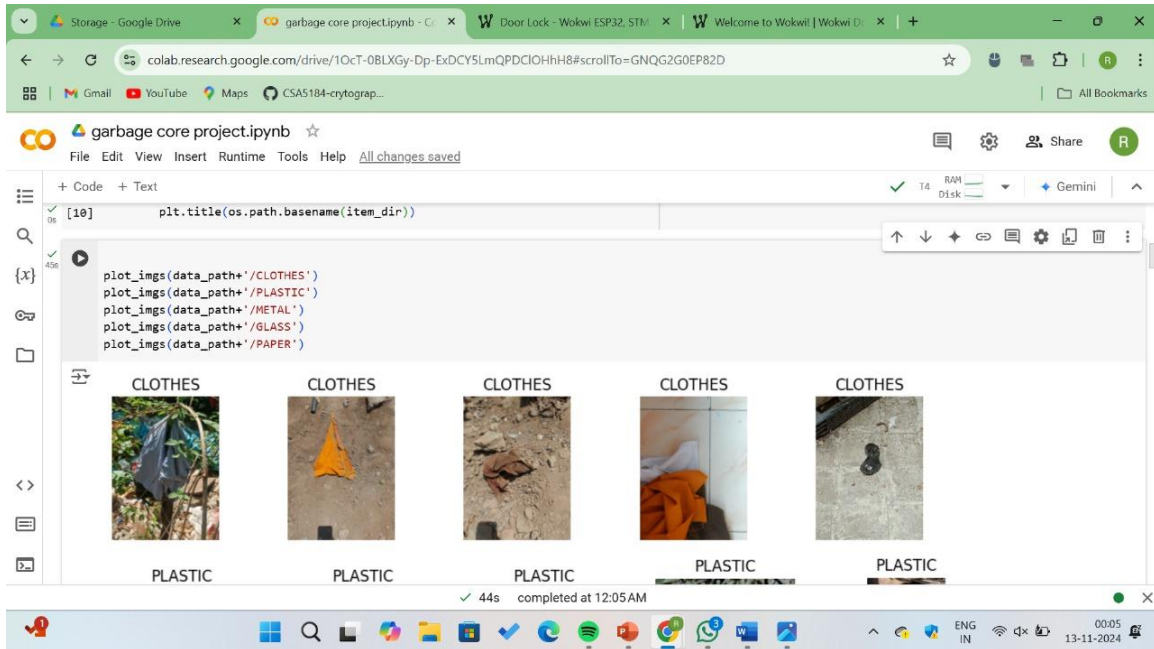 Storage - Google Drive
garbage core project.ipynb - Co
Door Lock - Wokwi ESP32, STM
Welcome to Wokwi! | Wokwi Do
colab.research.google.com/drive/1OcT-0BLXGy-Dp-ExDCY5LmQPDClOHhH8#scrollTo=GNQG2G0EP82D
R
Gmail YouTube Maps CSA5184-crytograp... All Bookmarks
CO garbage core project.ipynb
Share R
File Edit View Insert Runtime Tools Help All changes saved
+ Code + Text T4 RAM Disk Gemini
0s [10] plt.title(os.path.basename(item_dir))
45s
plot_imgs(data_path+'/CLOTHES')
plot_imgs(data_path+'/PLASTIC')
plot_imgs(data_path+'/METAL')
plot_imgs(data_path+'/GLASS')
plot_imgs(data_path+'/PAPER')
{x}
CLOTHES CLOTHES CLOTHES CLOTHES CLOTHES
PLASTIC PLASTIC PLASTIC PLASTIC PLASTIC
44s completed at 12:05 AM
1 3 ENG IN 00:05
13-11-2024